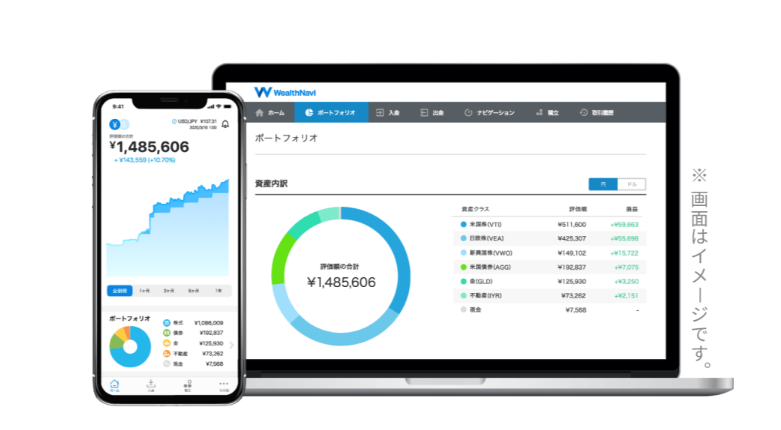 9:41
¥
USD/JPY ¥107.31
評価額の合計
¥1,485,606
+ ¥143,559 (+10.70%)
全期間 1ヶ月 3ヶ月 6ヶ月 1年
ポートフォリオ
株式 ¥1,086,009
債券 ¥192,837
金 ¥125,930
不動産 ¥73,262
現金 ¥7,568
ホーム 入金 積立 その他
WealthNavi
ホーム ポートフォリオ 入金 出金 ナビゲーション 積立 取引履歴
ポートフォリオ
資産内訳
円 ドル
評価額の合計
¥1,485,606
資産クラス 評価額 損益
米国株(VTI) ¥511,600 +¥59,663
日欧株(VEA) ¥425,307 +¥55,698
新興国株(VWO) ¥149,102 +¥15,722
米国債券(AGG) ¥192,837 +¥7,075
金(GLD) ¥125,930 +¥3,250
不動産(IYR) ¥73,262 +¥2,151
現金 ¥7,568 -
※画面はイメージです。